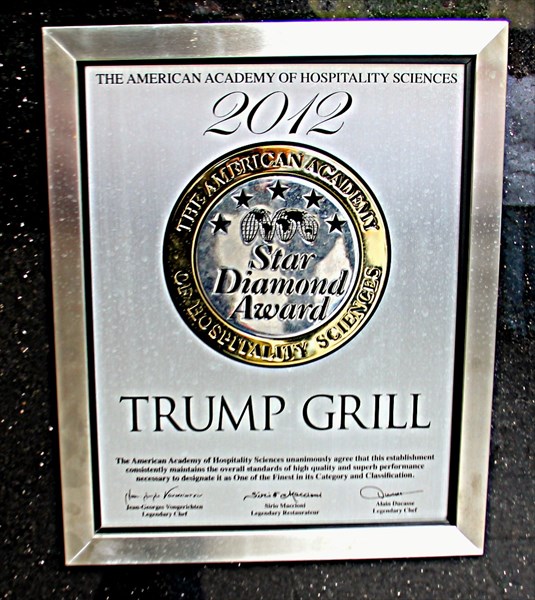 THE AMERICAN ACADEMY OF HOSPITALITY SCIENCES
2012
THE AMERICAN ACADEMY
Star
Diamond
Award
OF HOSPITALITY SCIENCES
TRUMP GRILL
The American Academy of Hospitality Sciences unanimously agree that this establishment
consistently maintains the overall standards of high quality and superb performance
necessary to designate it as One of the Finest in its Category and Classification.
Jean-Georges Vongerichten Sirio Maccioni Alain Ducasse
Legendary Chef Legendary Restaurateur Legendary Chef